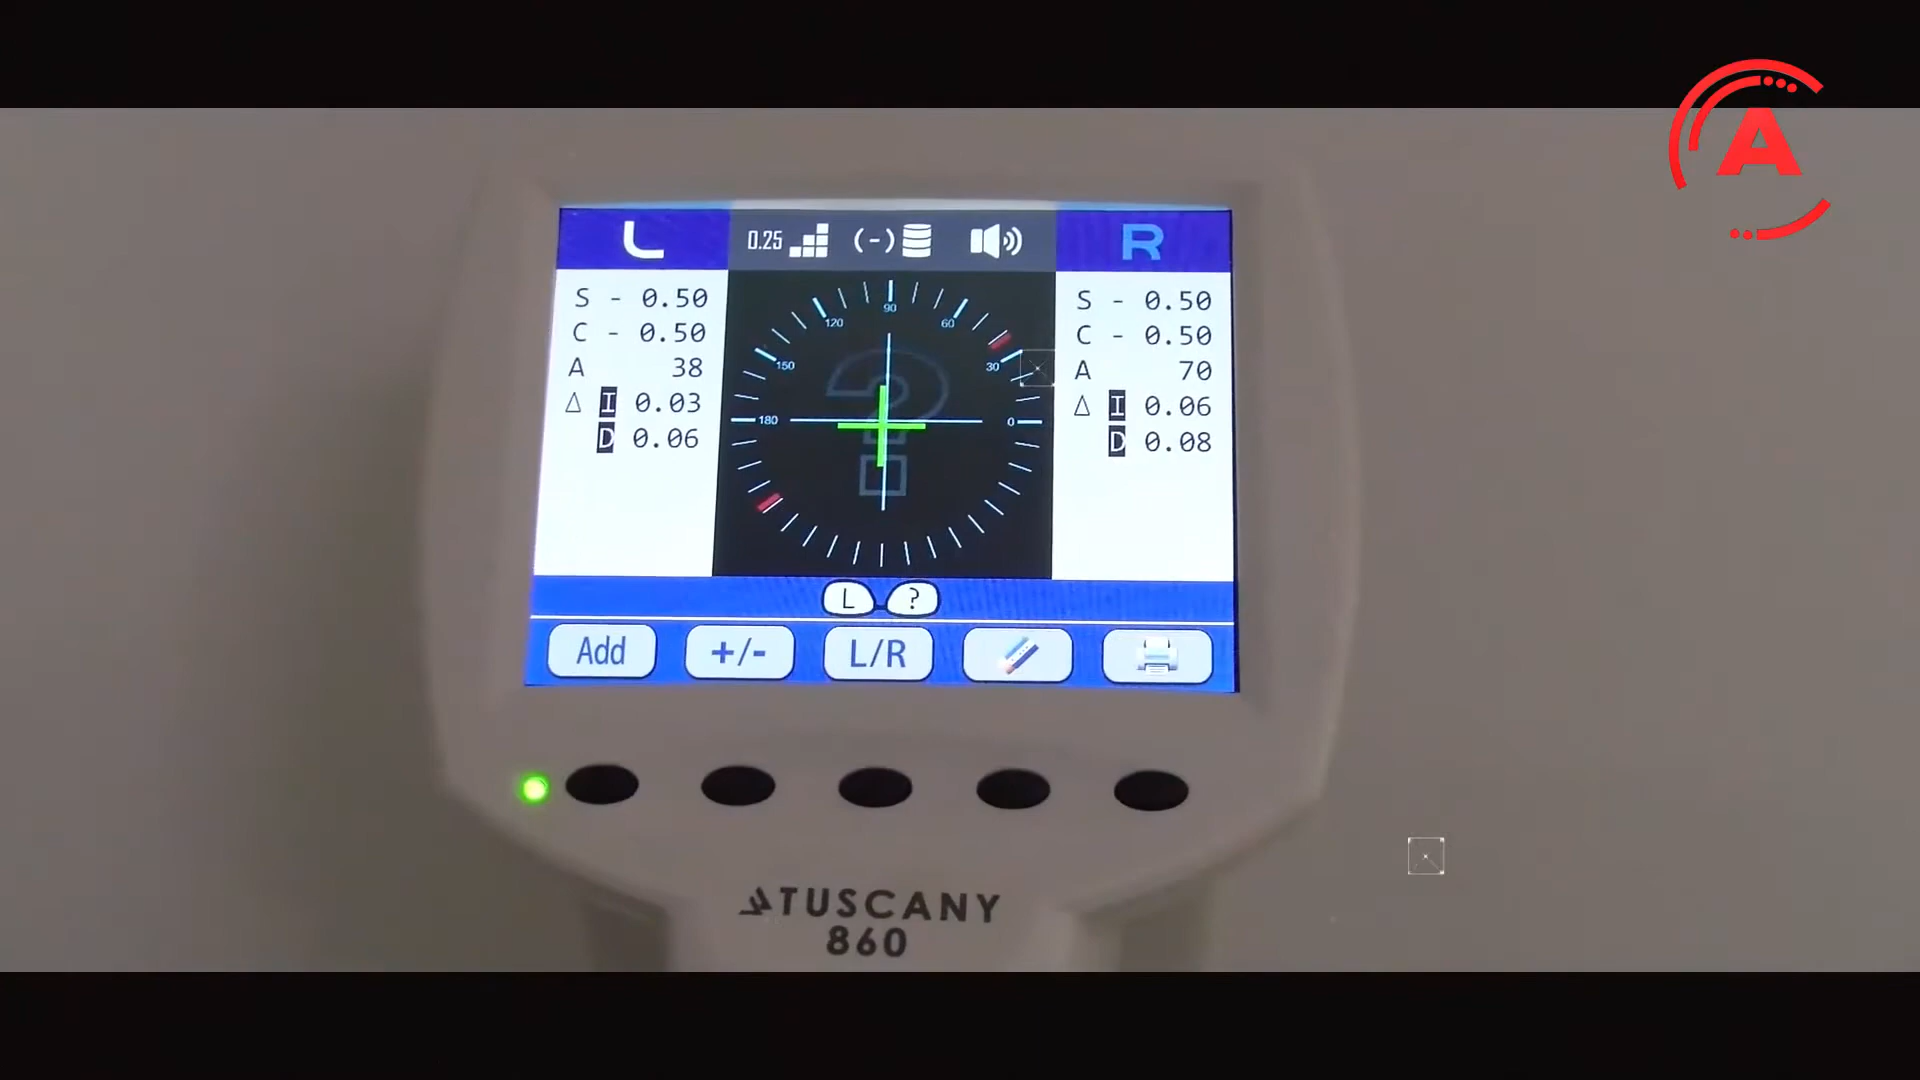 A
L 0.25 (-) R
S - 0.50
C - 0.50
A 38
Δ I 0.03
D 0.06
90
120
60
150
30
180
0
?
S - 0.50
C - 0.50
A 70
Δ I 0.06
D 0.08
L ?
Add +/- L/R
TUSCANY
860